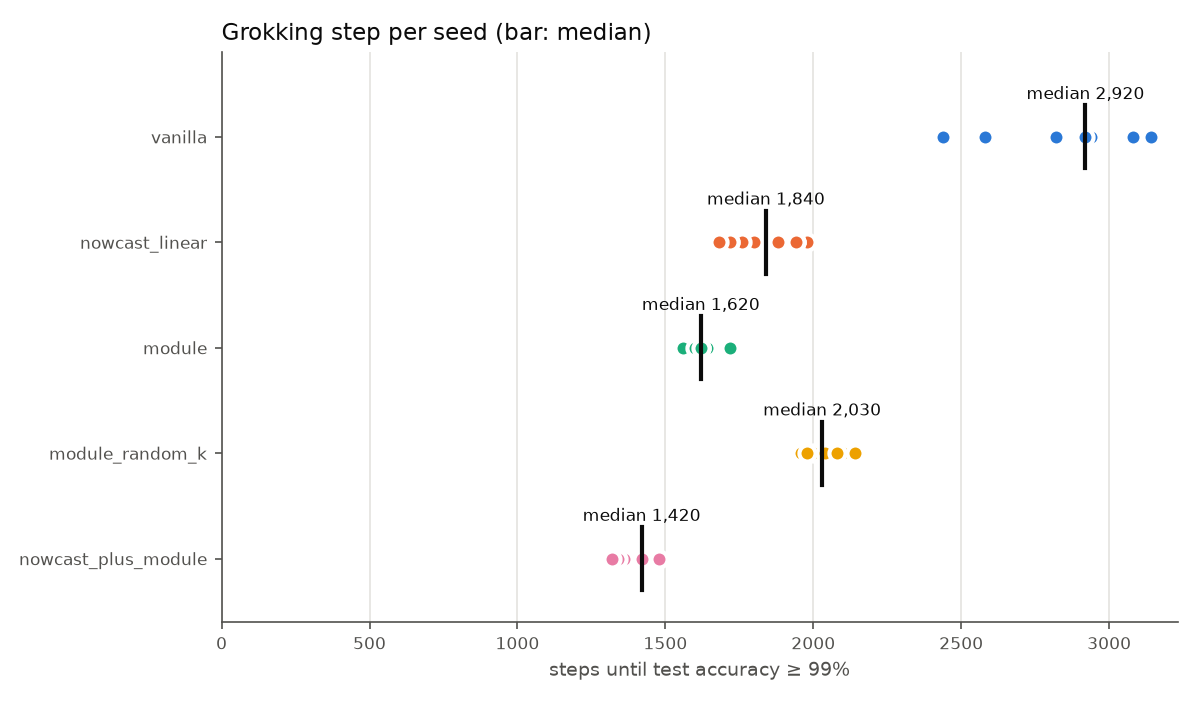 Grokking step per seed (bar: median)
median 2,920
vanilla
median 1,840
nowcast_linear
median 1,620
module
median 2,030
module_random_k
median 1,420
nowcast_plus_module
0 500 1000 1500 2000 2500 3000
steps until test accuracy ≥ 99%